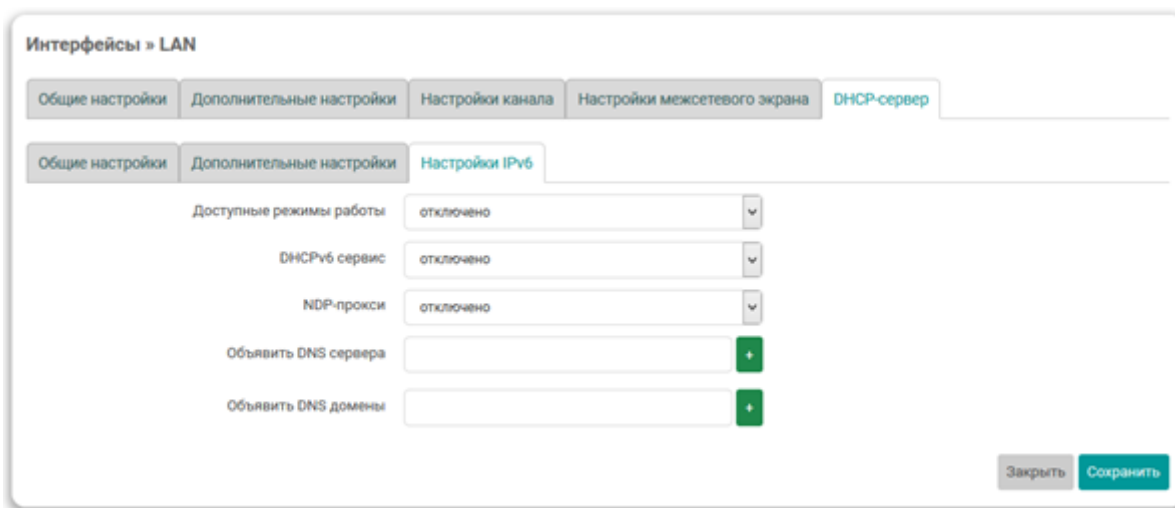 Интерфейсы » LAN
Общие настройки Дополнительные настройки Настройки канала Настройки межсетевого экрана DHCP-сервер
Общие настройки Дополнительные настройки Настройки IPv6
Доступные режимы работы отключено
DHCPv6 сервис отключено
NDP-прокси отключено
Объявить DNS сервера +
Объявить DNS домены +
Закрыть Сохранить